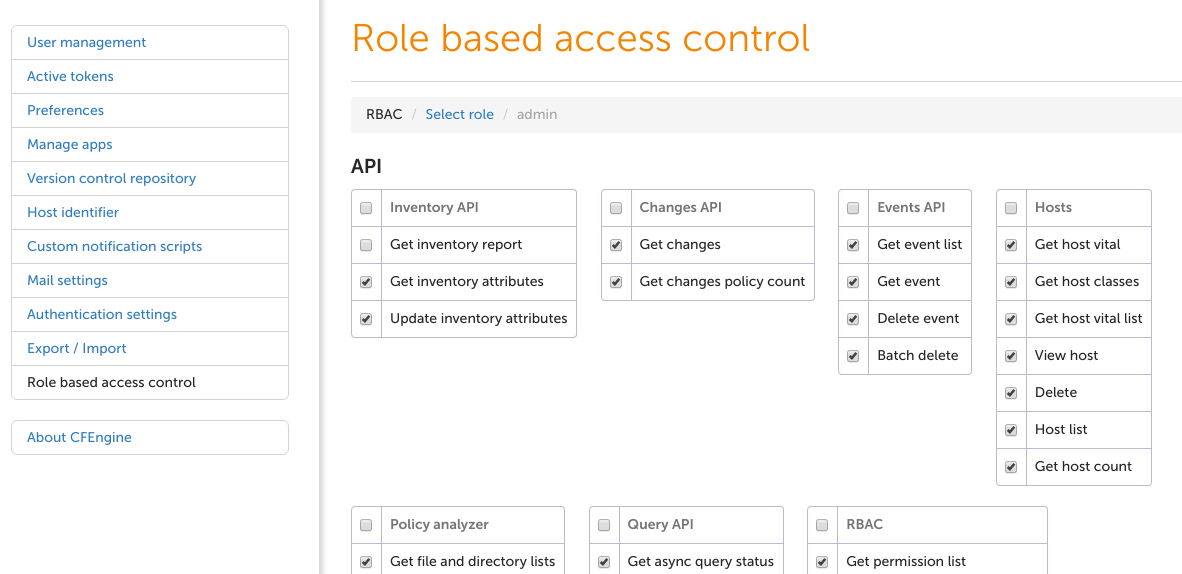 User management
Active tokens
Preferences
Manage apps
Version control repository
Host identifier
Custom notification scripts
Mail settings
Authentication settings
Export / Import
Role based access control
About CFEngine
Role based access control
RBAC / Select role / admin
API
Inventory API
Get inventory report
Get inventory attributes
Update inventory attributes
Changes API
Get changes
Get changes policy count
Events API
Get event list
Get event
Delete event
Batch delete
Hosts
Get host vital
Get host classes
Get host vital list
View host
Delete
Host list
Get host count
Policy analyzer
Get file and directory lists
Query API
Get async query status
RBAC
Get permission list